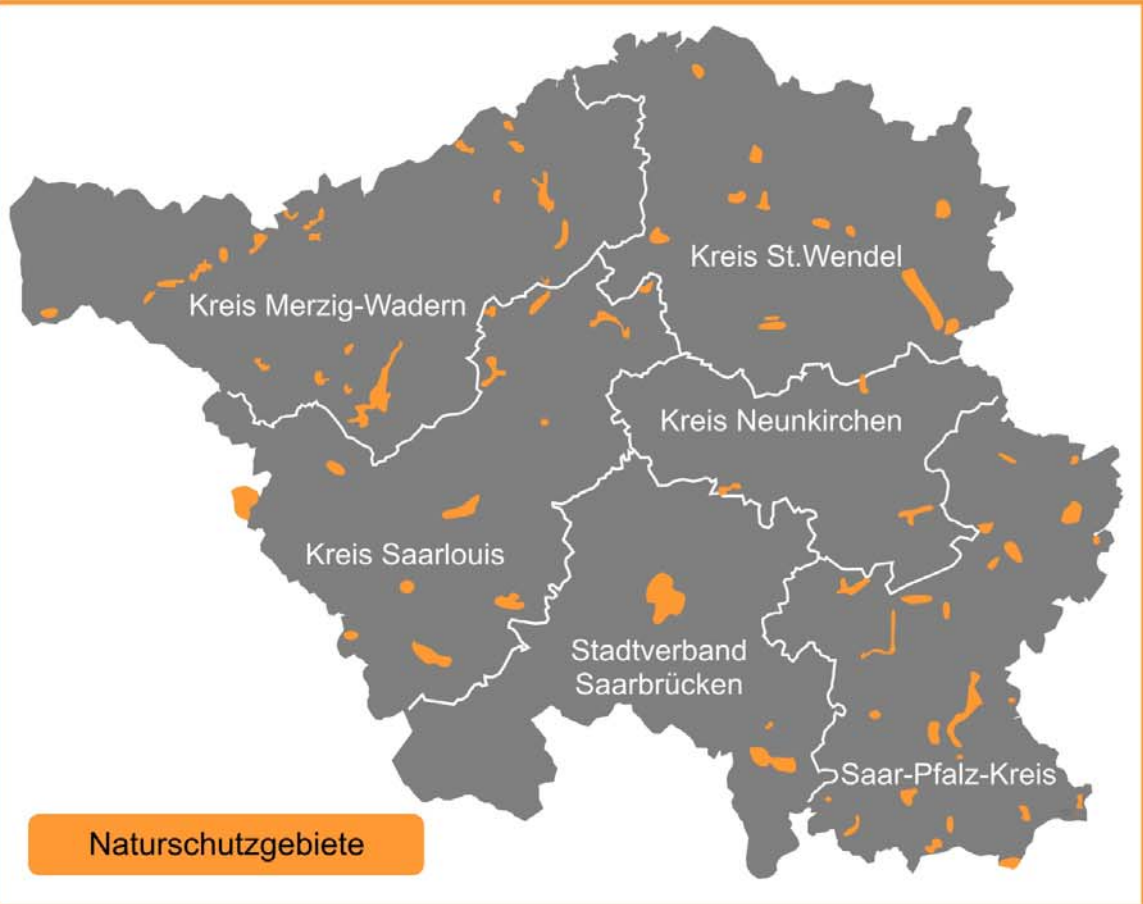 Kreis St.Wendel
Kreis Merzig-Wadern
Kreis Neunkirchen
Kreis Saarlouis
Stadtverband
Saarbrücken
Saar-Pfalz-Kreis
Naturschutzgebiete